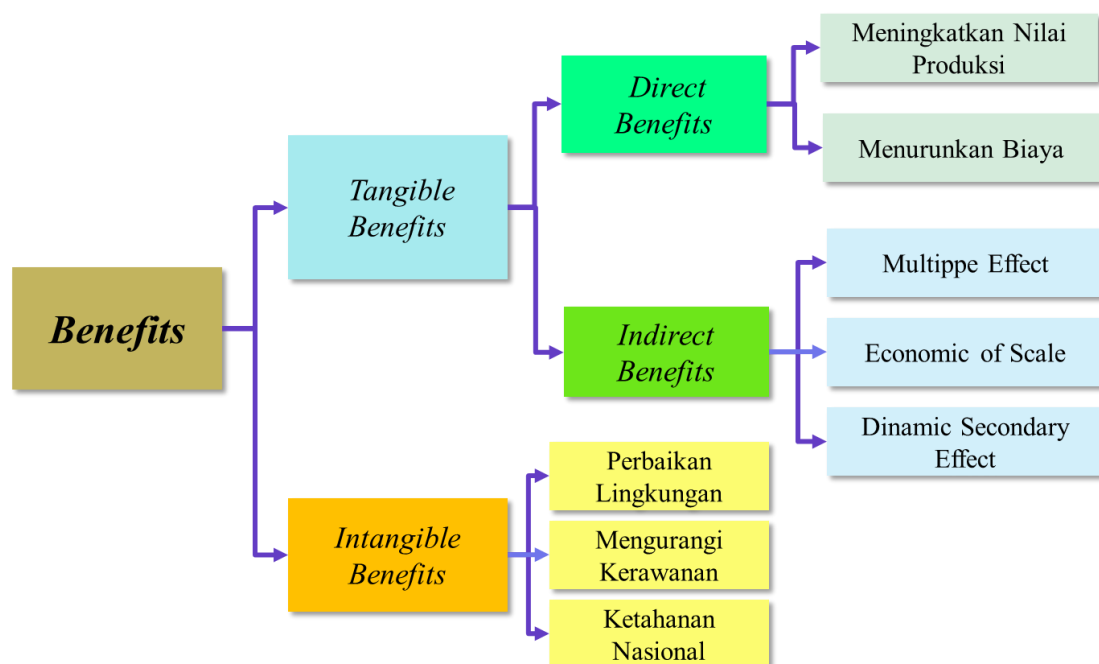 Benefits
Tangible
Benefits
Direct
Benefits
Meningkatkan Nilai
Produksi
Menurunkan Biaya
Indirect
Benefits
Multippe Effect
Economic of Scale
Dinamic Secondary
Effect
Intangible
Benefits
Perbaikan
Lingkungan
Mengurangi
Kerawanan
Ketahanan
Nasional